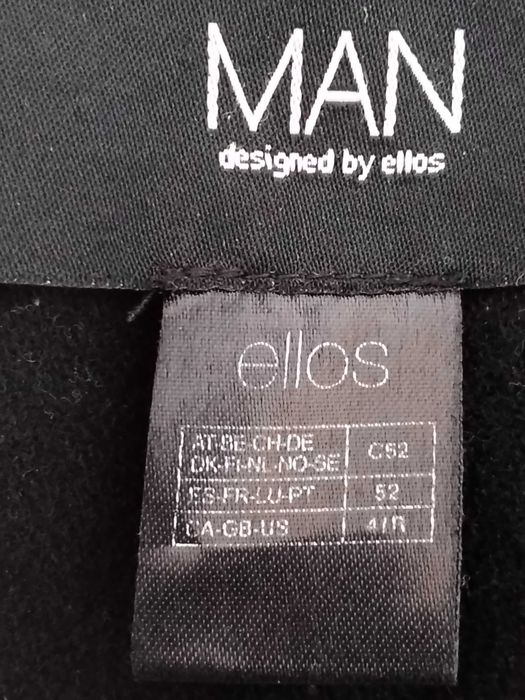 MAN
designed by ellos
ellos
AT-BE-CH-DE
DK-FI-NL NO-SE
C52
ES-FR-LU-PT
52
CA-GB-US